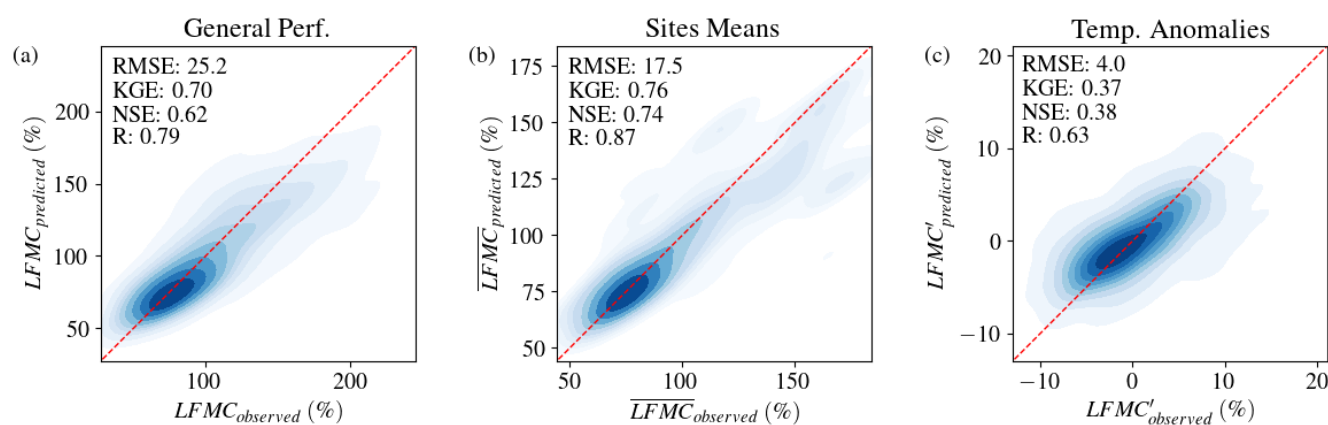 General Perf.
(a)
RMSE: 25.2
KGE: 0.70
NSE: 0.62
R: 0.79
200
150
100
50
LFMC_predicted (%)
100 200
LFMC_observed (%)
Sites Means
(b)
RMSE: 17.5
KGE: 0.76
NSE: 0.74
R: 0.87
175
150
125
100
75
50
L̅F̅M̅C̅_predicted (%)
50 100 150
L̅F̅M̅C̅_observed (%)
Temp. Anomalies
(c)
RMSE: 4.0
KGE: 0.37
NSE: 0.38
R: 0.63
20
10
0
−10
LFMC′_predicted (%)
−10 0 10 20
LFMC′_observed (%)